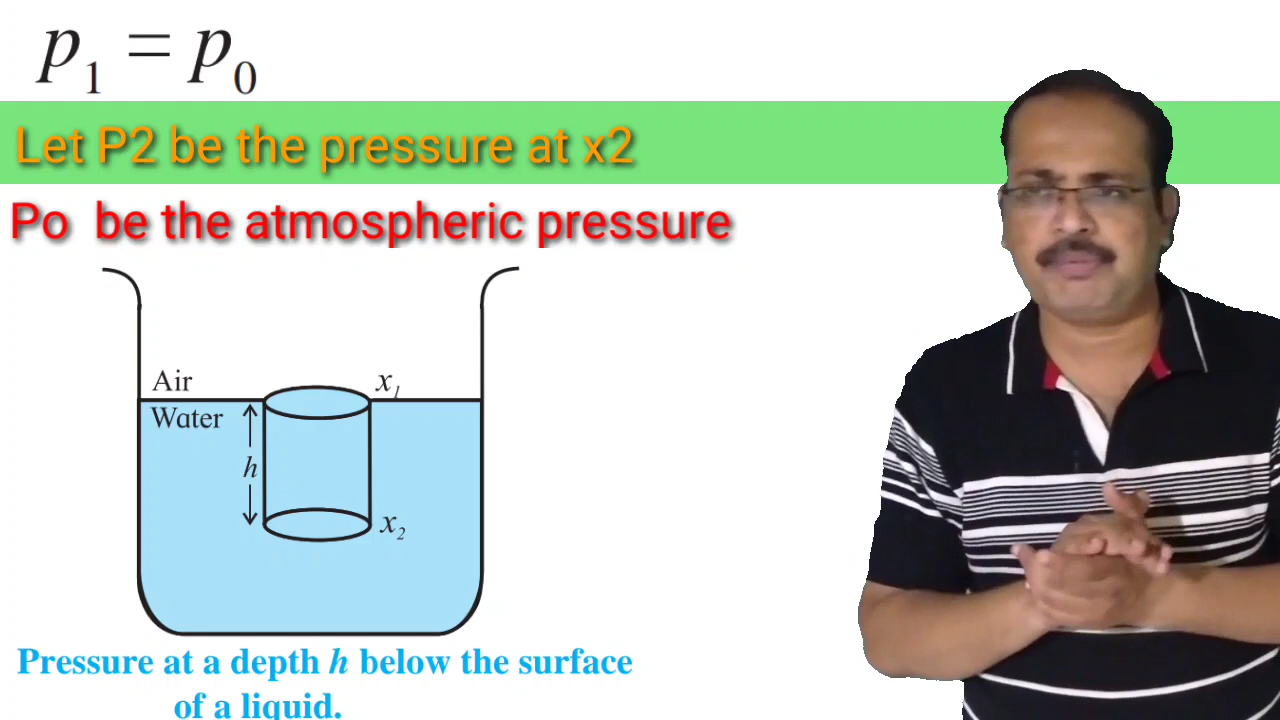 p₁ = p₀
Let P2 be the pressure at x2
Po be the atmospheric pressure
Air
x₁
Water
h
x₂
Pressure at a depth h below the surface
of a liquid.